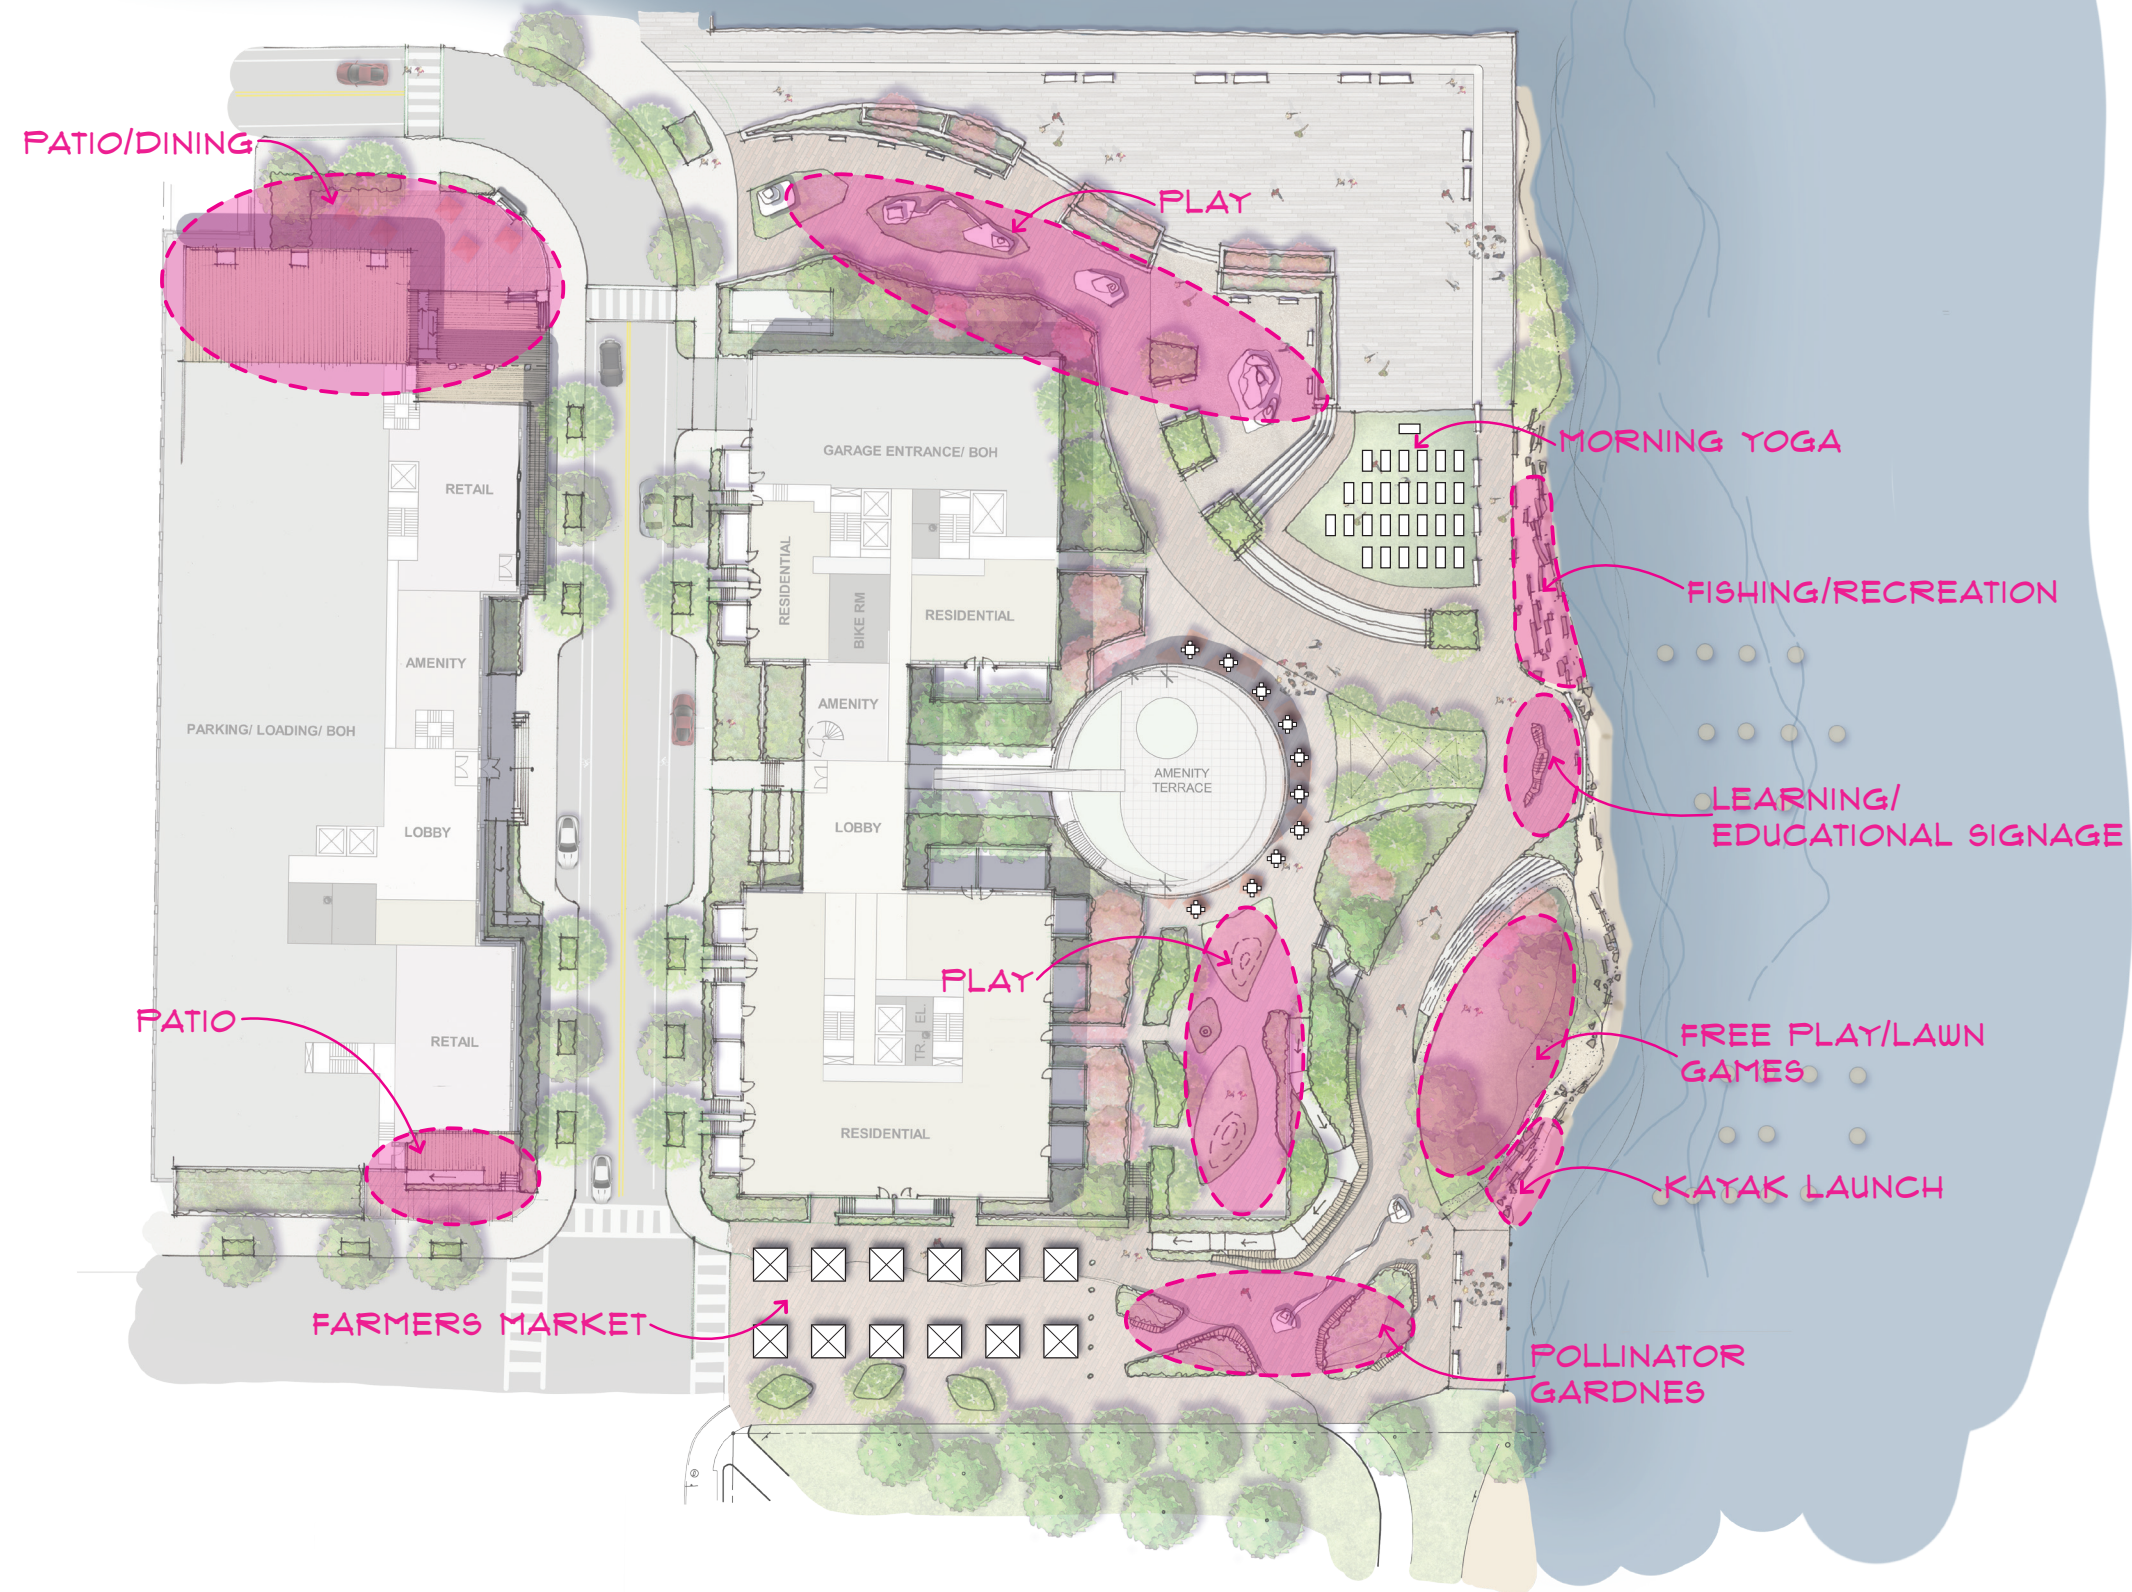 PATIO/DINING
PLAY
MORNING YOGA
GARAGE ENTRANCE/ BOH
RETAIL
RESIDENTIAL
BIKE RM
RESIDENTIAL
FISHING/RECREATION
AMENITY
AMENITY
PARKING/ LOADING/ BOH
AMENITY
TERRACE
LEARNING/
EDUCATIONAL SIGNAGE
LOBBY
LOBBY
PLAY
PATIO
RETAIL
TR.
EL.
FREE PLAY/LAWN
GAMES
RESIDENTIAL
KAYAK LAUNCH
FARMERS MARKET
POLLINATOR
GARDNES